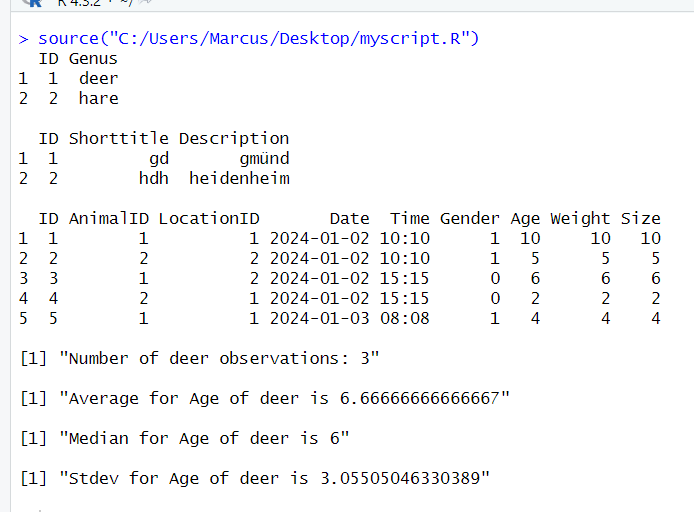 R 4.3.2 · ~/
> source("C:/Users/Marcus/Desktop/myscript.R")
  ID Genus
1  1  deer
2  2  hare
  ID Shorttitle Description
1  1         gd       gmünd
2  2        hdh  heidenheim
  ID AnimalID LocationID       Date  Time Gender Age Weight Size
1  1        1          1 2024-01-02 10:10      1  10     10   10
2  2        2          2 2024-01-02 10:10      1   5      5    5
3  3        1          2 2024-01-02 15:15      0   6      6    6
4  4        2          1 2024-01-02 15:15      0   2      2    2
5  5        1          1 2024-01-03 08:08      1   4      4    4
[1] "Number of deer observations: 3"
[1] "Average for Age of deer is 6.66666666666667"
[1] "Median for Age of deer is 6"
[1] "Stdev for Age of deer is 3.05505046330389"